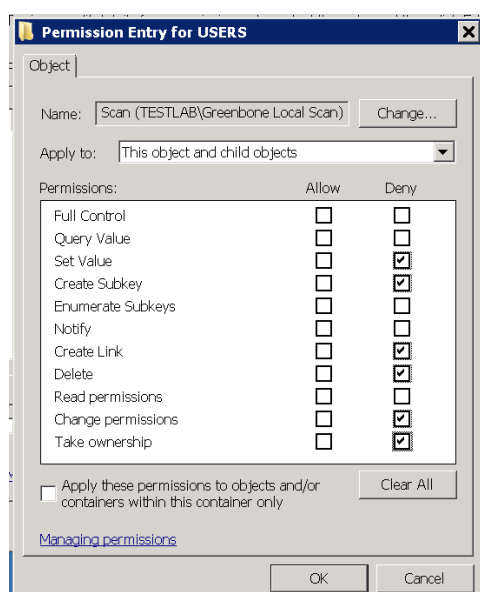 Permission Entry for USERS
Object
Name: Scan (TESTLAB\Greenbone Local Scan) Change...
Apply to: This object and child objects
Permissions: Allow Deny
Full Control
Query Value
Set Value
Create Subkey
Enumerate Subkeys
Notify
Create Link
Delete
Read permissions
Change permissions
Take ownership
Apply these permissions to objects and/or
containers within this container only
Clear All
Managing permissions
OK Cancel